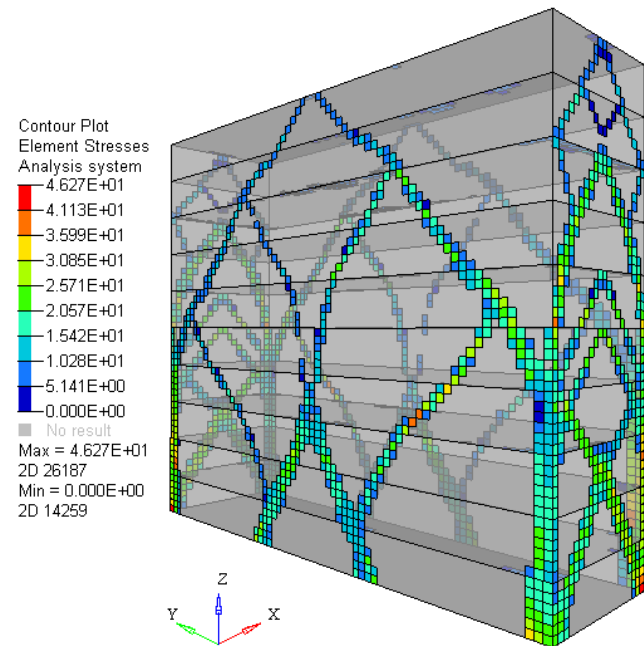 Contour Plot
Element Stresses
Analysis system
4.627E+01
4.113E+01
3.599E+01
3.085E+01
2.571E+01
2.057E+01
1.542E+01
1.028E+01
5.141E+00
0.000E+00
No result
Max = 4.627E+01
2D 26187
Min = 0.000E+00
2D 14259
Z
Y
X